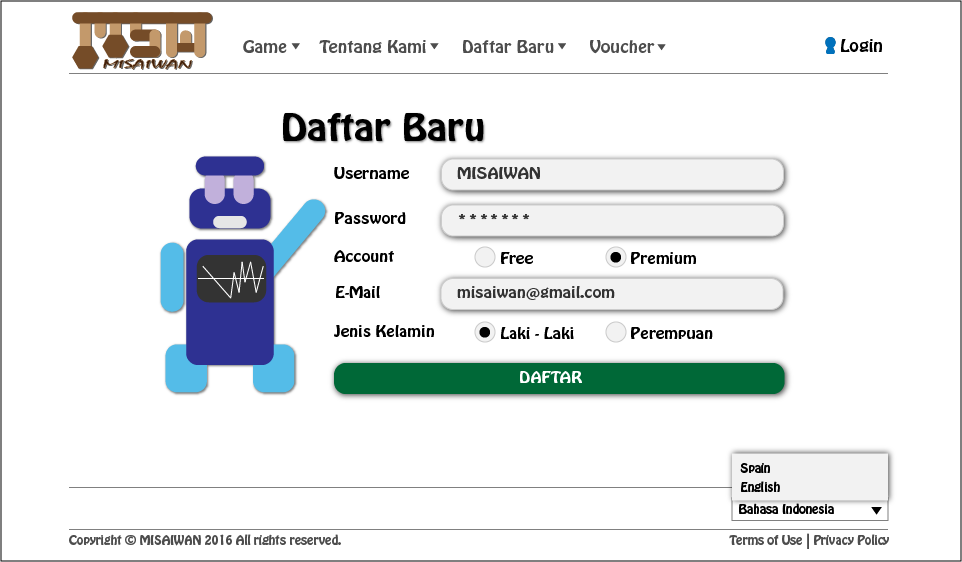 MSW
MISAIWAN
Game Tentang Kami Daftar Baru Voucher Login
Daftar Baru
Username MISAIWAN
Password *******
Account Free Premium
E-Mail misaiwan@gmail.com
Jenis Kelamin Laki - Laki Perempuan
DAFTAR
Spain
English
Bahasa Indonesia
Copyright © MISAIWAN 2016 All rights reserved. Terms of Use | Privacy Policy